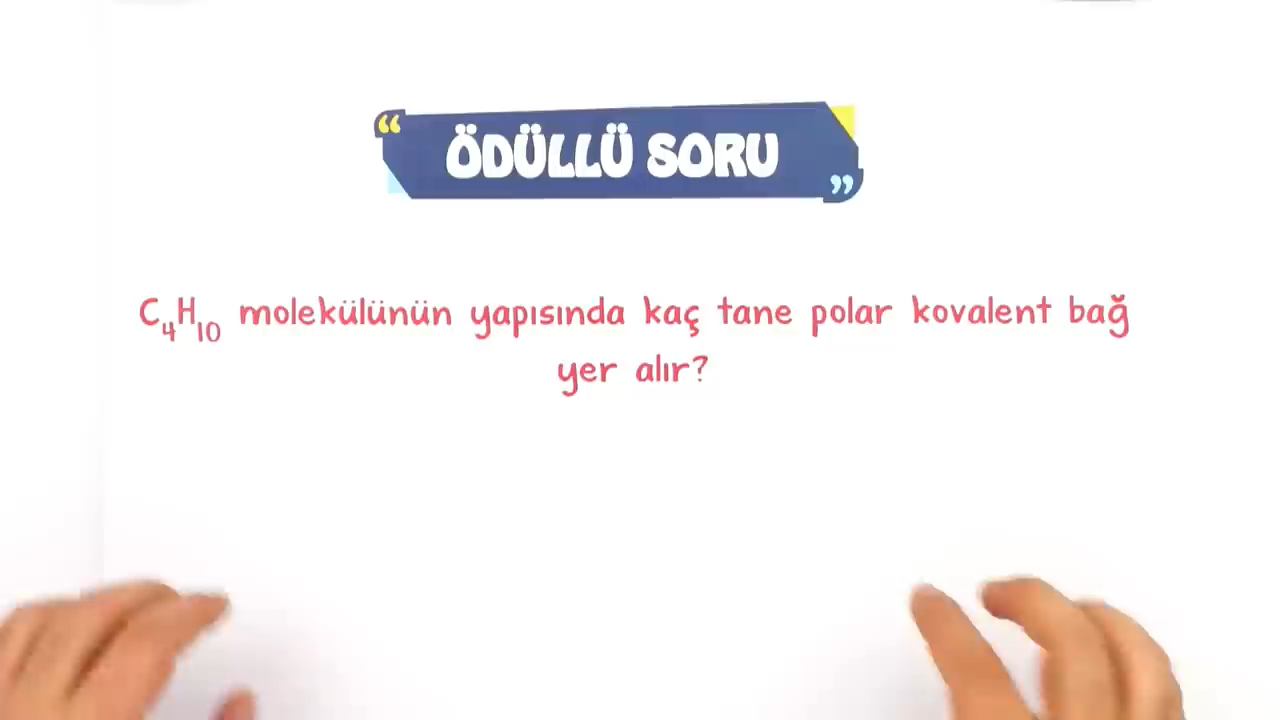 ÖDÜLLÜ SORU
C₄H₁₀ molekülünün yapısında kaç tane polar kovalent bağ
yer alır?